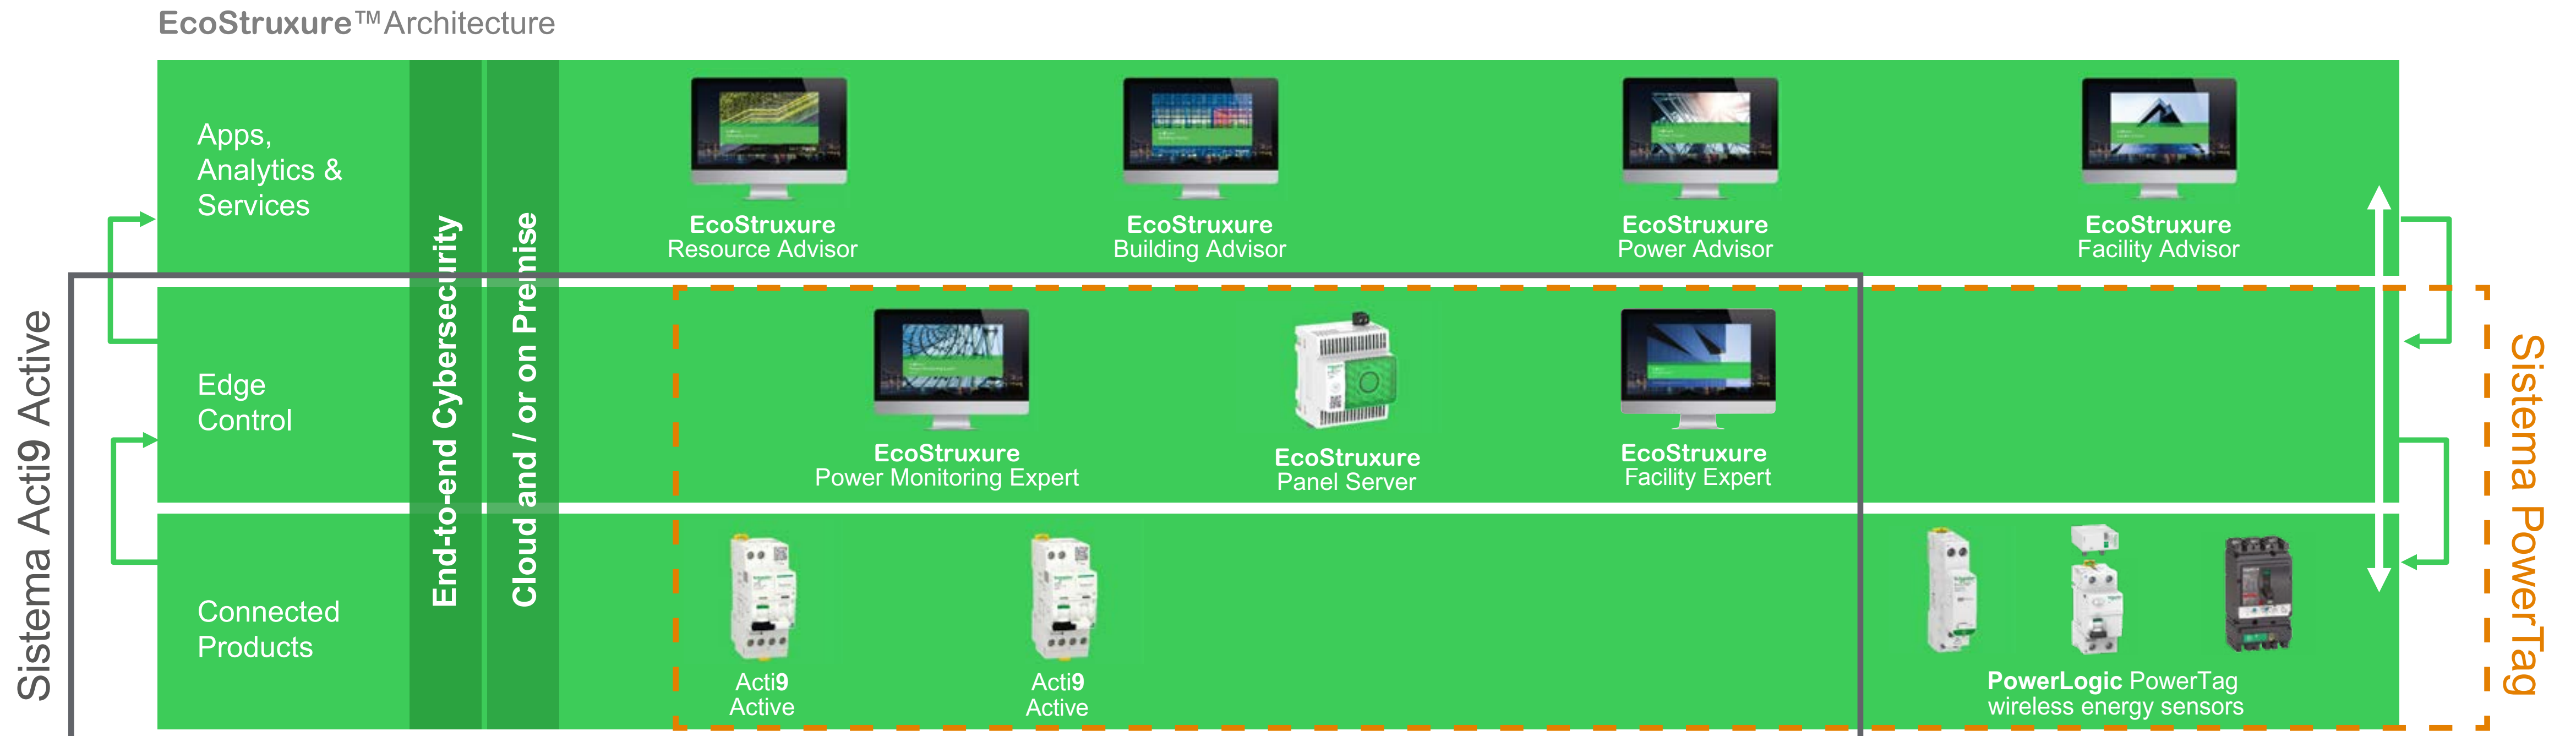 EcoStruxure™Architecture
Apps,
Analytics &
Services
EcoStruxure
Resource Advisor
EcoStruxure
Building Advisor
EcoStruxure
Power Advisor
EcoStruxure
Facility Advisor
End-to-end Cybersecurity
Cloud and / or on Premise
Sistema Acti9 Active
Edge
Control
EcoStruxure
Power Monitoring Expert
EcoStruxure
Panel Server
EcoStruxure
Facility Expert
Sistema PowerTag
Connected
Products
Acti9
Active
Acti9
Active
PowerLogic PowerTag
wireless energy sensors